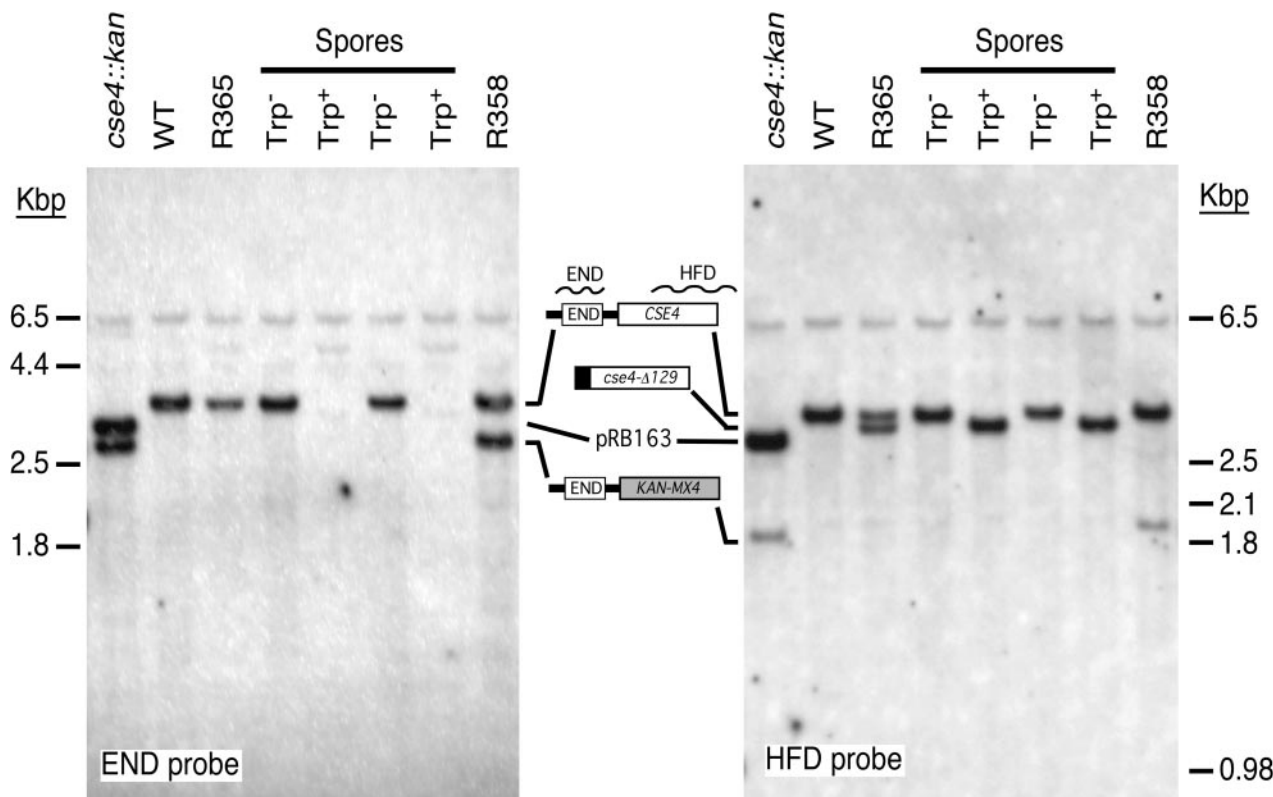 cse4::kan
WT
R365
Spores
Trp-
Trp+
Trp-
Trp+
R358
Kbp
6.5
4.4
2.5
1.8
END probe
END HFD
END CSE4
cse4-Δ129
pRB163
END KAN-MX4
cse4::kan
WT
R365
Spores
Trp-
Trp+
Trp-
Trp+
R358
Kbp
6.5
2.5
2.1
1.8
0.98
HFD probe